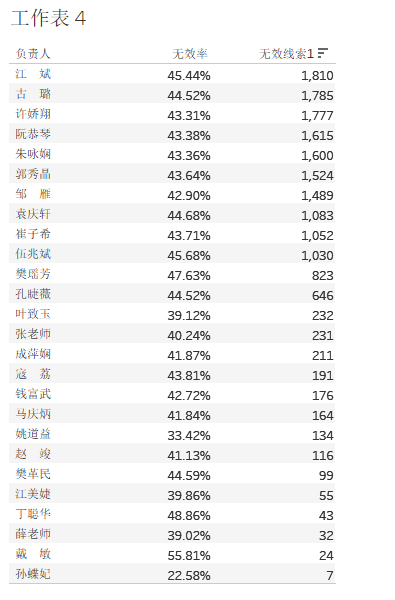 工作表 4
负责人 无效率 无效线索1
江 斌 45.44% 1,810
古 璐 44.52% 1,785
许娇翔 43.31% 1,777
阮恭琴 43.38% 1,615
朱咏娴 43.36% 1,600
郭秀晶 43.64% 1,524
邹 雁 42.90% 1,489
袁庆轩 44.68% 1,083
崔子希 43.71% 1,052
伍兆斌 45.68% 1,030
樊瑶芳 47.63% 823
孔睫薇 44.52% 646
叶致玉 39.12% 232
张老师 40.24% 231
成萍娴 41.87% 211
寇 荔 43.81% 191
钱富武 42.72% 176
马庆炳 41.84% 164
姚道益 33.42% 134
赵 竣 41.13% 116
樊革民 44.59% 99
江美婕 39.86% 55
丁聪华 48.86% 43
薛老师 39.02% 32
戴 敏 55.81% 24
孙蝶妃 22.58% 7